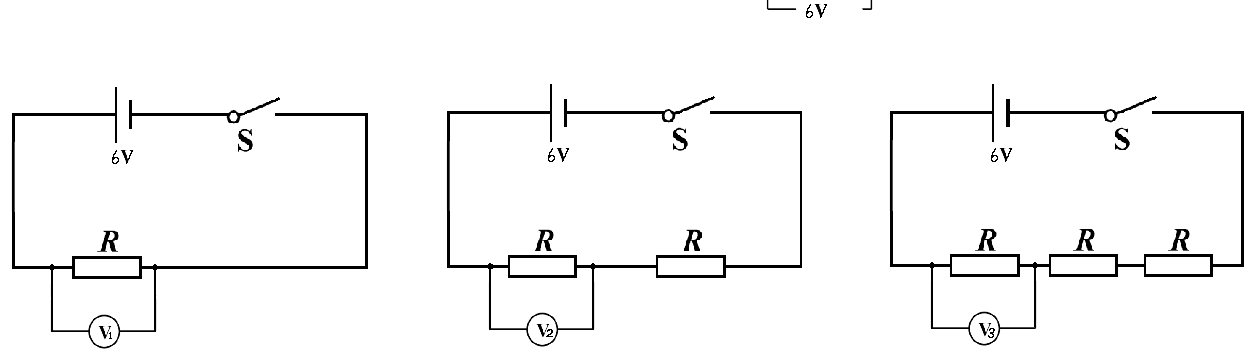 6V
S S S
6V 6V 6V
R R R R R R
V1 V2 V3